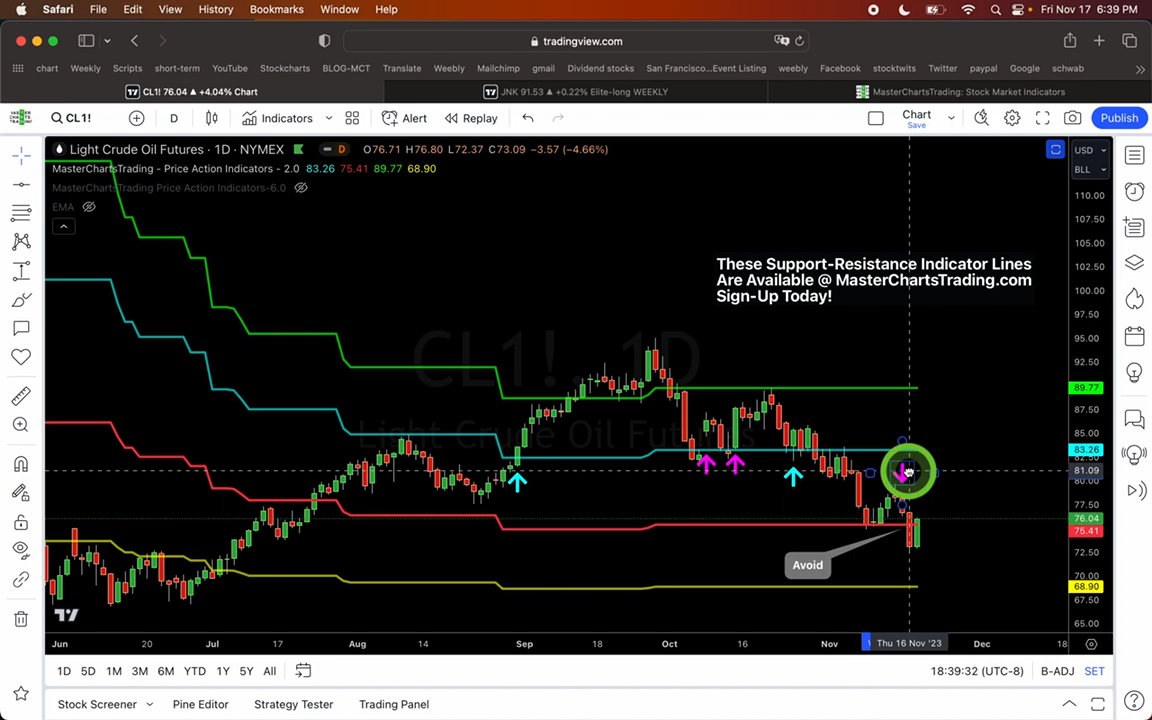 Safari File Edit View History Bookmarks Window Help Fri Nov 17 6:39 PM
tradingview.com
chart Weekly Scripts short-term YouTube Stockcharts BLOG-MCT Translate Weebly Mailchimp gmail Dividend stocks San Francisco...Event Listing weebly Facebook stocktwits Twitter paypal Google schwab
CL1! 76.04 ▲ +4.04% Chart JNK 91.53 ▲ +0.22% Elite-long WEEKLY MasterChartsTrading: Stock Market Indicators
CL1! D Indicators Alert Replay Chart Save Publish
Light Crude Oil Futures · 1D · NYMEX D O76.71 H76.80 L72.37 C73.09 -3.57 (-4.66%) USD
MasterChartsTrading - Price Action Indicators - 2.0 83.26 75.41 89.77 68.90 BLL
MasterChartsTrading Price Action Indicators-6.0
EMA
These Support-Resistance Indicator Lines
Are Available @ MasterChartsTrading.com
Sign-Up Today!
CL1!, 1D
Light Crude Oil Futures
Avoid
110.00
107.50
105.00
102.50
100.00
97.50
95.00
92.50
89.77
87.50
85.00
83.26
81.09
80.00
77.50
76.04
75.41
72.50
70.00
68.90
67.50
65.00
Jun 20 Jul 17 Aug 14 Sep 18 Oct 16 Nov Thu 16 Nov '23 Dec 18
1D 5D 1M 3M 6M YTD 1Y 5Y All 18:39:32 (UTC-8) B-ADJ SET
Stock Screener Pine Editor Strategy Tester Trading Panel